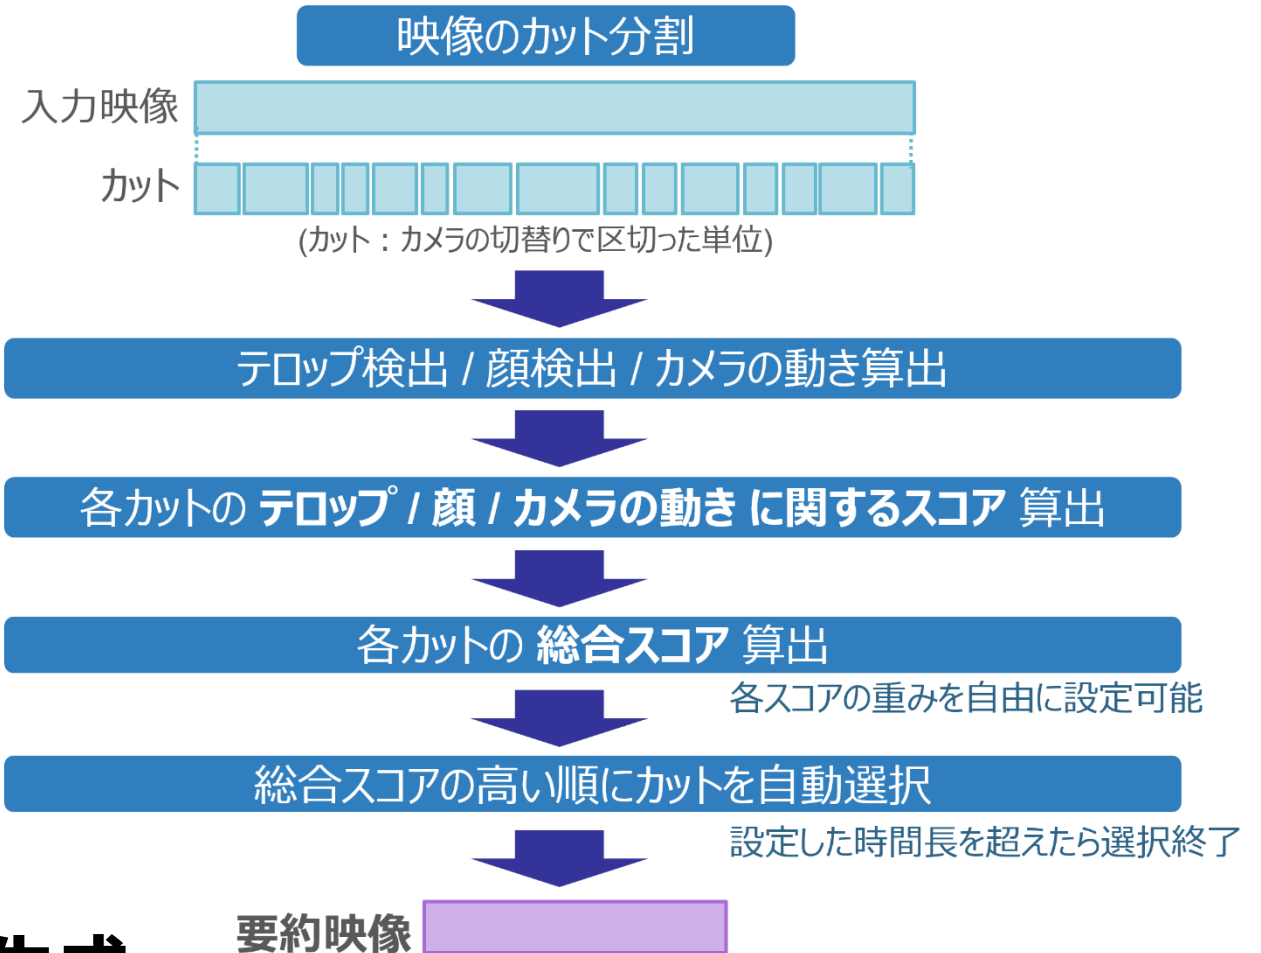 映像のカット分割
入力映像
カット
(カット：カメラの切替りで区切った単位)
テロップ検出 / 顔検出 / カメラの動き算出
各カットの テロップ / 顔 / カメラの動き に関するスコア 算出
各カットの 総合スコア 算出
各スコアの重みを自由に設定可能
総合スコアの高い順にカットを自動選択
設定した時間長を超えたら選択終了
要約映像